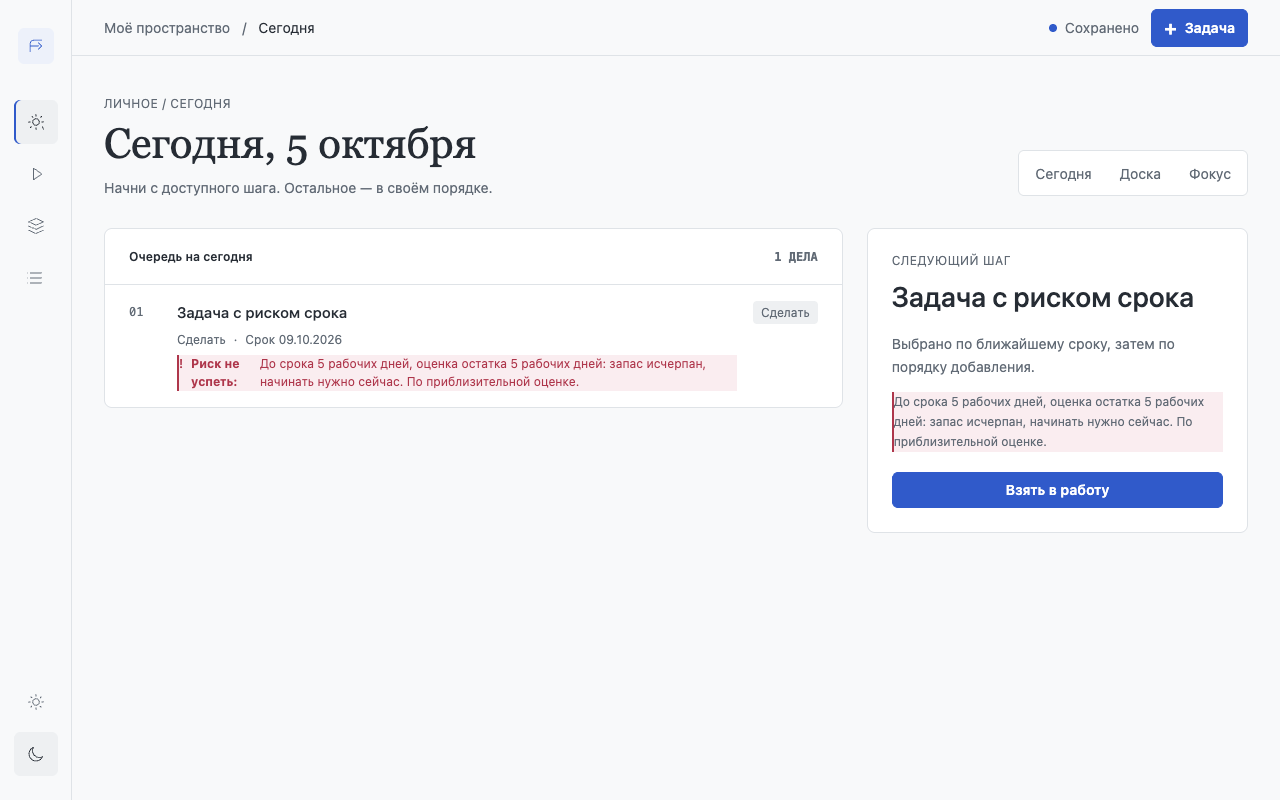 Моё пространство / Сегодня
Сохранено
+ Задача
ЛИЧНОЕ / СЕГОДНЯ
Сегодня, 5 октября
Начни с доступного шага. Остальное — в своём порядке.
Сегодня Доска Фокус
Очередь на сегодня
1 ДЕЛА
01
Задача с риском срока
Сделать
Сделать · Срок 09.10.2026
! Риск не успеть:
До срока 5 рабочих дней, оценка остатка 5 рабочих дней: запас исчерпан,
начинать нужно сейчас. По приблизительной оценке.
СЛЕДУЮЩИЙ ШАГ
Задача с риском срока
Выбрано по ближайшему сроку, затем по
порядку добавления.
До срока 5 рабочих дней, оценка остатка 5 рабочих
дней: запас исчерпан, начинать нужно сейчас. По
приблизительной оценке.
Взять в работу